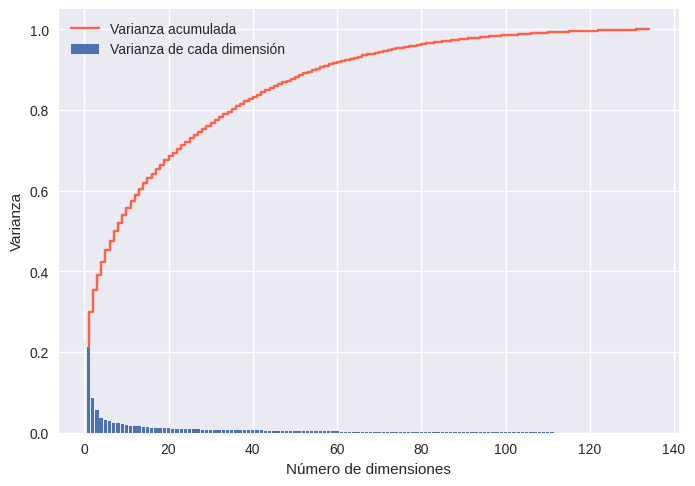 Varianza acumulada
Varianza de cada dimensión
Varianza
1.0
0.8
0.6
0.4
0.2
0.0
0 20 40 60 80 100 120 140
Número de dimensiones